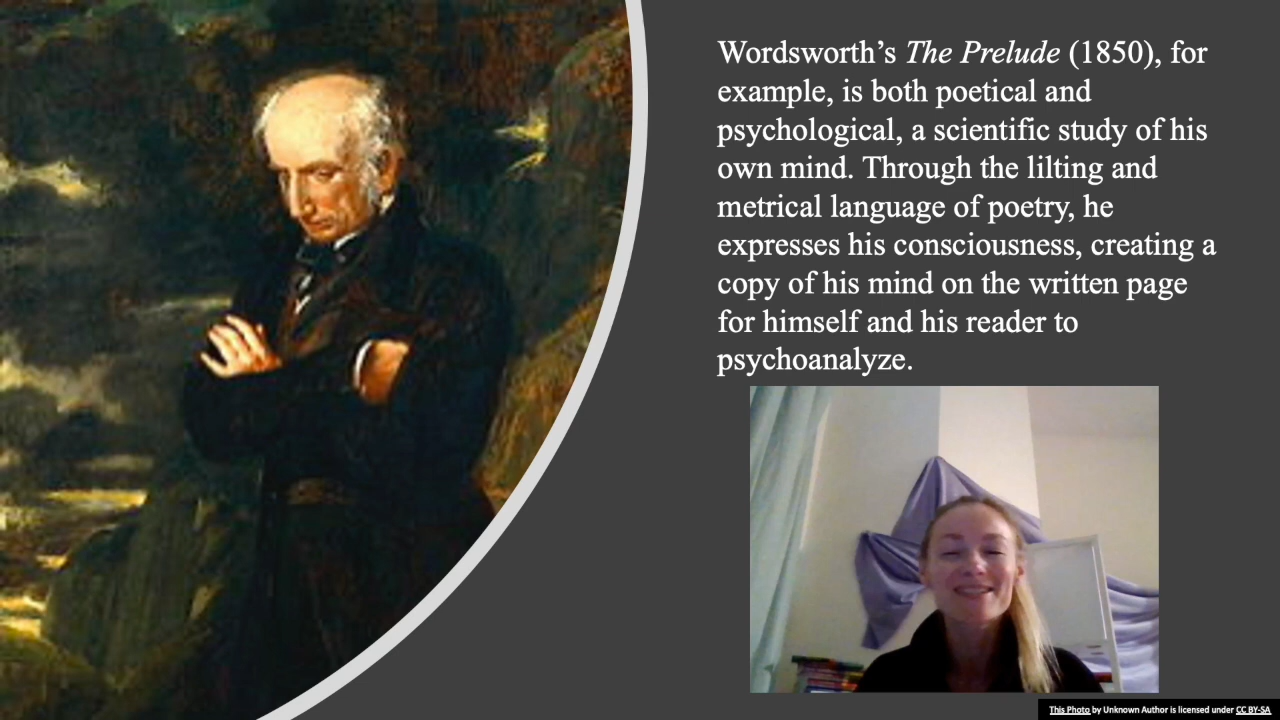 Wordsworth’s The Prelude (1850), for
example, is both poetical and
psychological, a scientific study of his
own mind. Through the lilting and
metrical language of poetry, he
expresses his consciousness, creating a
copy of his mind on the written page
for himself and his reader to
psychoanalyze.
This Photo by Unknown Author is licensed under CC BY-SA